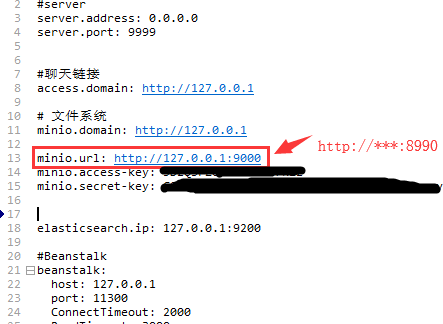 2 #server
3 server.address: 0.0.0.0
4 server.port: 9999
5
6
7 #聊天链接
8 access.domain: http://127.0.0.1
9
10 # 文件系统
11 minio.domain: http://127.0.0.1
12
13 minio.url: http://127.0.0.1:9000
http://***:8990
14 minio.access-key:
15 minio.secret-key:
16
17
18 elasticsearch.ip: 127.0.0.1:9200
19
20 #Beanstalk
21 beanstalk:
22 host: 127.0.0.1
23 port: 11300
24 ConnectTimeout: 2000